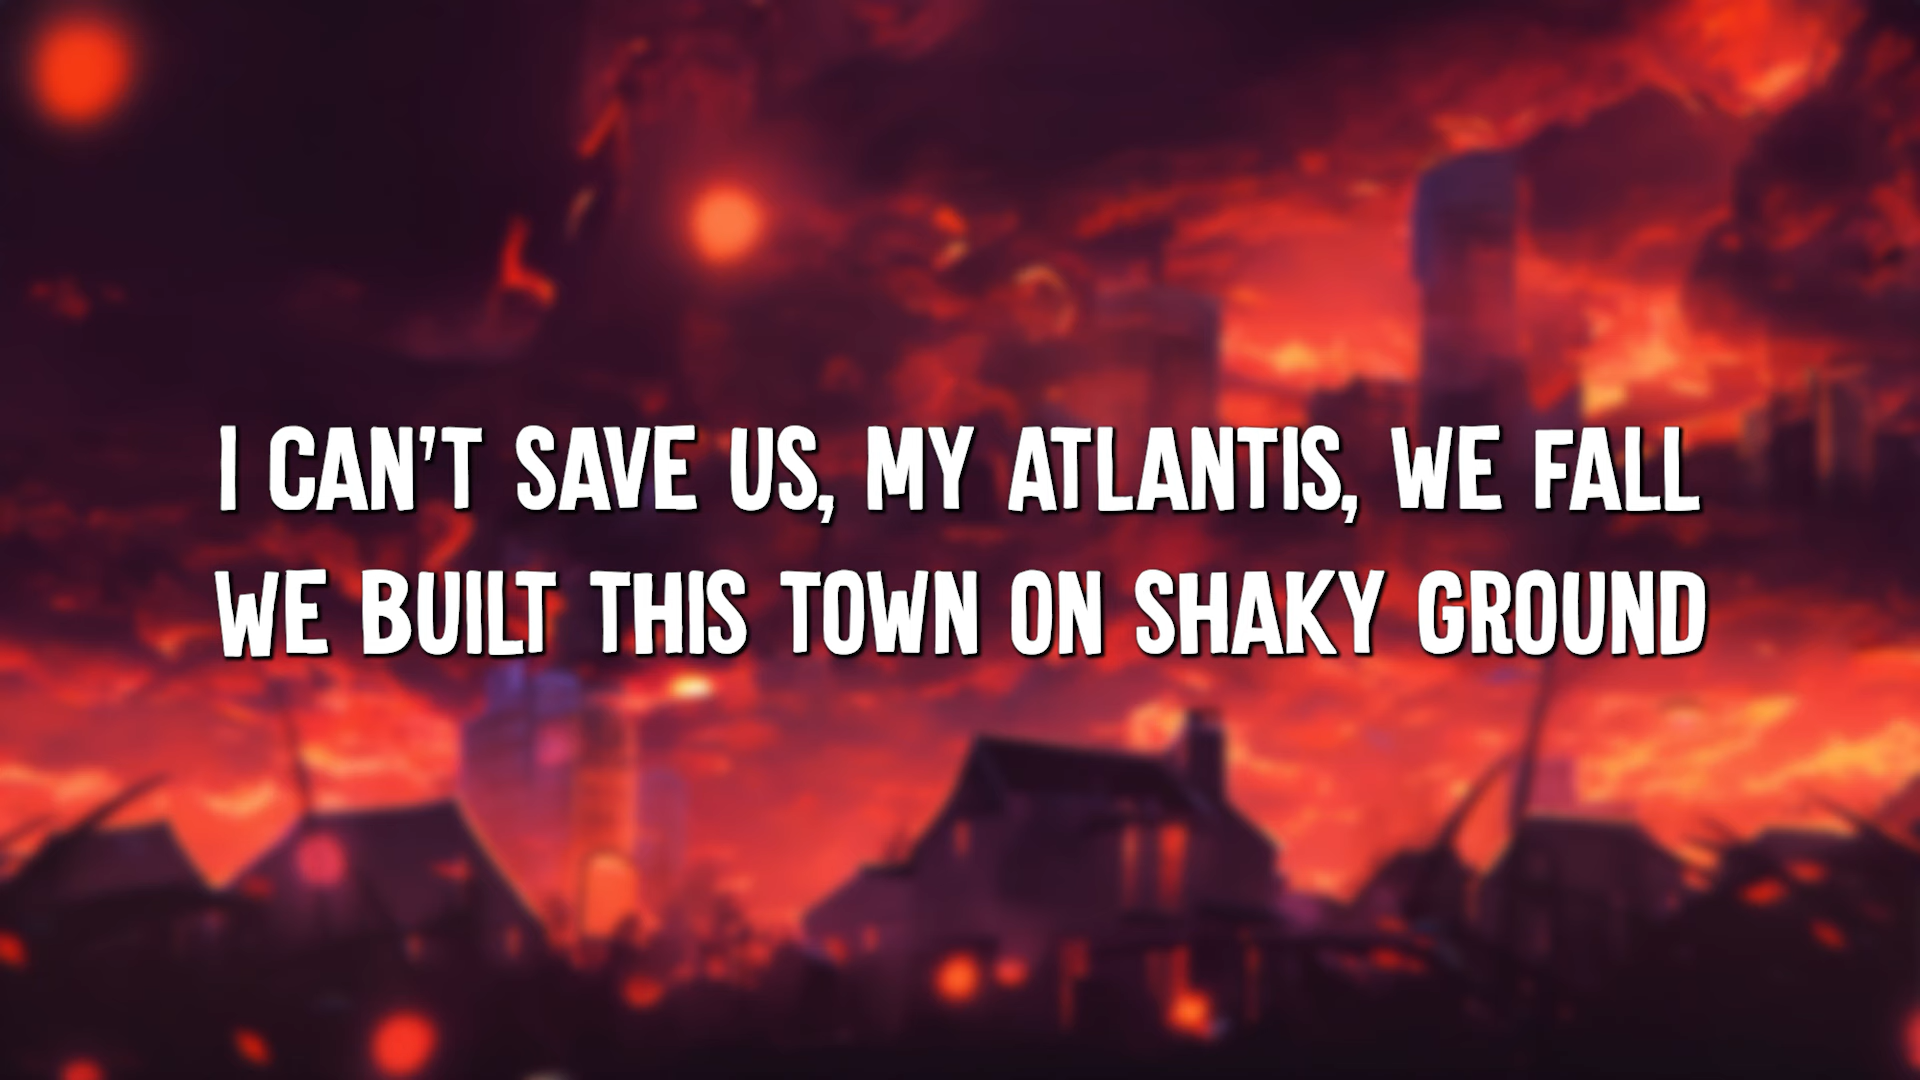 I CAN'T SAVE US, MY ATLANTIS, WE FALL
WE BUILT THIS TOWN ON SHAKY GROUND